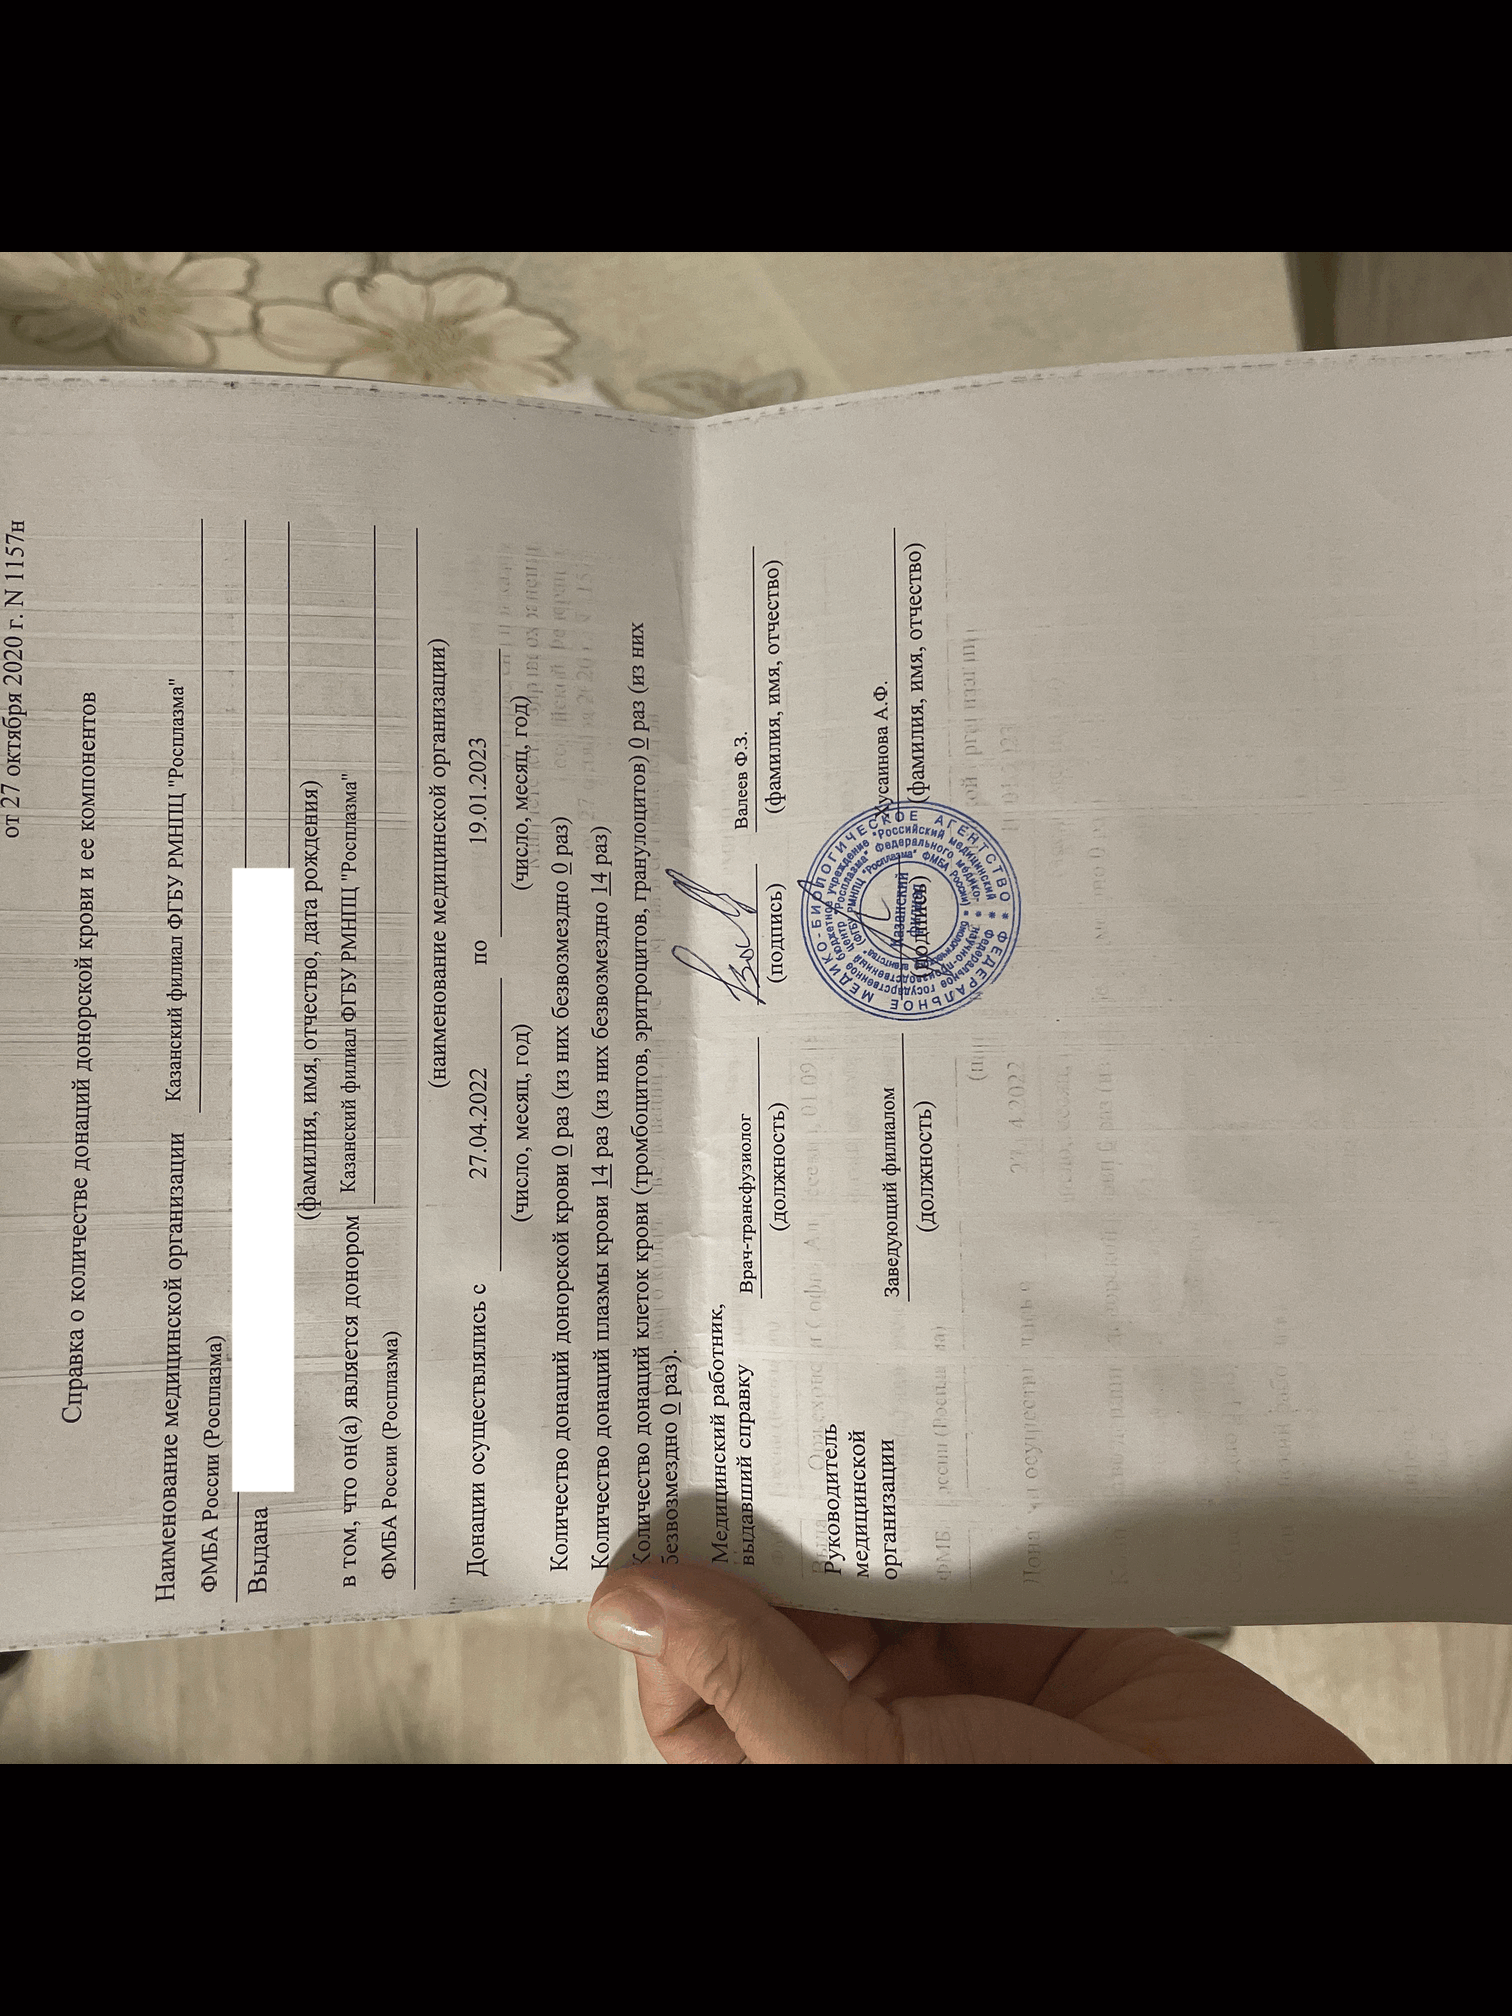 от 27 октября 2020 г. N 1157н
Справка о количестве донаций донорской крови и ее компонентов
Наименование медицинской организации Казанский филиал ФГБУ РМНПЦ "Росплазма"
ФМБА России (Росплазма)
Выдана
(фамилия, имя, отчество, дата рождения)
в том, что он(а) является донором Казанский филиал ФГБУ РМНПЦ "Росплазма"
ФМБА России (Росплазма)
(наименование медицинской организации)
Донации осуществлялись с 27.04.2022 по 19.01.2023
(число, месяц, год) (число, месяц, год)
Количество донаций донорской крови 0 раз (из них безвозмездно 0 раз)
Количество донаций плазмы крови 14 раз (из них безвозмездно 14 раз)
Количество донаций клеток крови (тромбоцитов, эритроцитов, гранулоцитов) 0 раз (из них
безвозмездно 0 раз).
Медицинский работник,
выдавший справку Врач-трансфузиолог Валеев Ф.З.
(должность) (подпись) (фамилия, имя, отчество)
Руководитель
медицинской
организации Заведующий филиалом Хусаинова А.Ф.
(должность) (подпись) (фамилия, имя, отчество)
ФЕДЕРАЛЬНОЕ МЕДИКО-БИОЛОГИЧЕСКОЕ АГЕНТСТВО
Федеральное государственное бюджетное учреждение "Российский медицинский
научно-производственный центр "Росплазма" Федерального медико-
биологического агентства" (ФГБУ РМНПЦ "Росплазма" ФМБА России)
Казанский
филиал